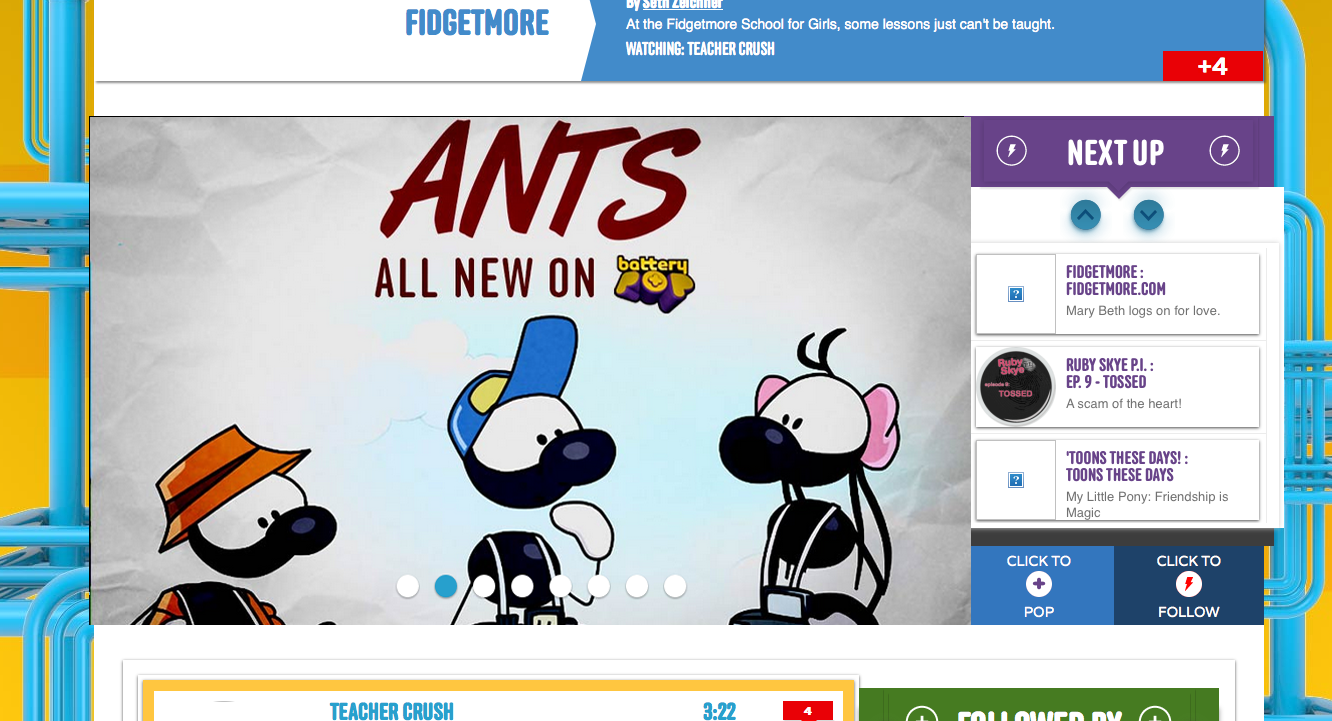 By Seth Zeichner
FIDGETMORE
At the Fidgetmore School for Girls, some lessons just can't be taught.
WATCHING: TEACHER CRUSH
+4
ANTS
ALL NEW ON battery POP
NEXT UP
FIDGETMORE :
FIDGETMORE.COM
Mary Beth logs on for love.
Ruby
Skye
episode 9:
TOSSED
RUBY SKYE P.I. :
EP. 9 - TOSSED
A scam of the heart!
'TOONS THESE DAYS! :
TOONS THESE DAYS
My Little Pony: Friendship is
Magic
CLICK TO
POP
CLICK TO
FOLLOW
TEACHER CRUSH
3:22
4
FOLLOWED BY